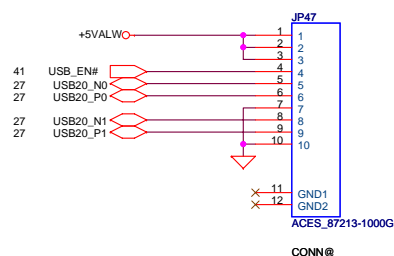 JP47
+5VALW 1 1
2 2
3 3
41 USB_EN# 4 4
27 USB20_N0 5 5
27 USB20_P0 6 6
7 7
27 USB20_N1 8 8
27 USB20_P1 9 9
10 10
11 GND1
12 GND2
ACES_87213-1000G
CONN@